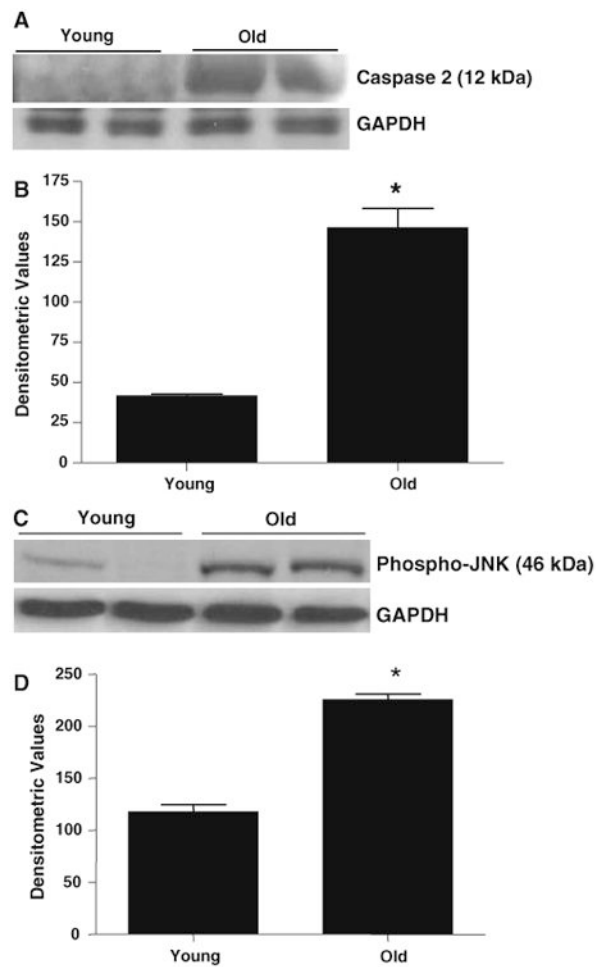 A
Young Old
Caspase 2 (12 kDa)
GAPDH
B
Densitometric Values
175
150
125
100
75
50
25
0
*
Young Old
C
Young Old
Phospho-JNK (46 kDa)
GAPDH
D
Densitometric Values
250
200
150
100
50
0
*
Young Old